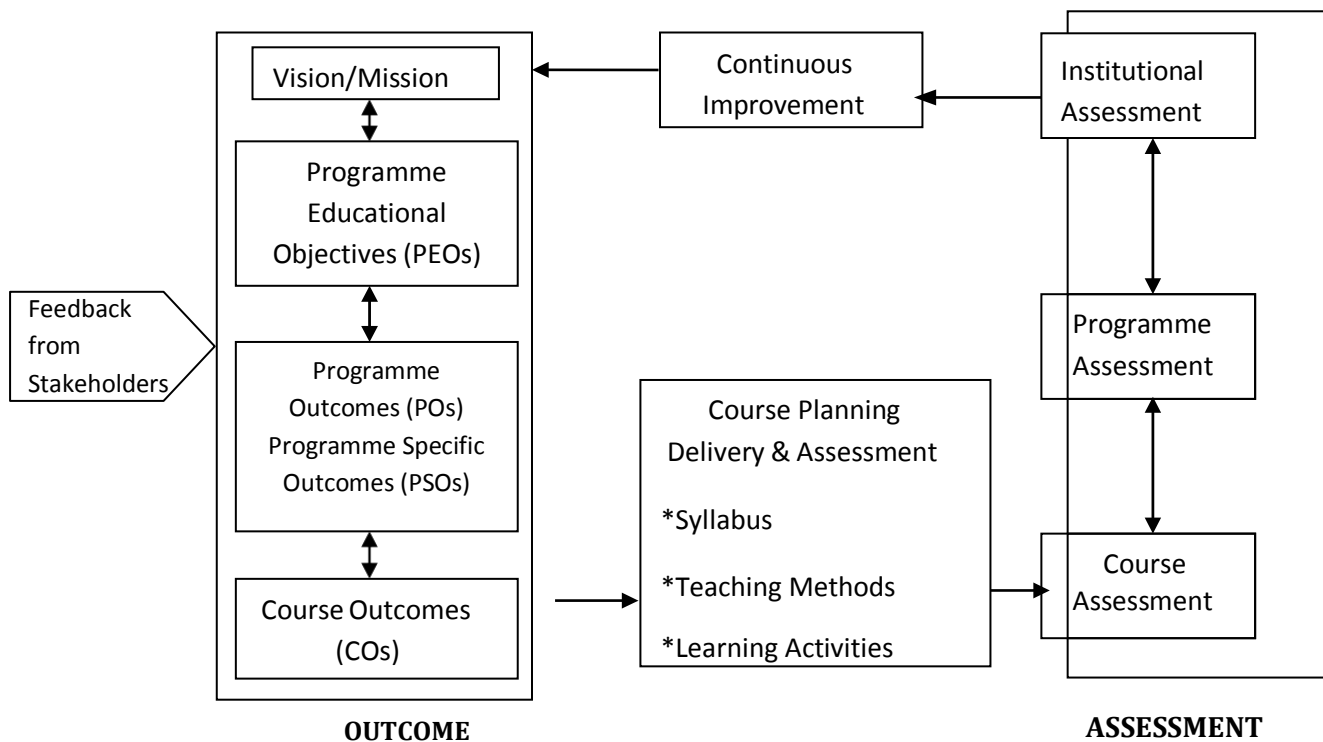 Vision/Mission
Programme
Educational
Objectives (PEOs)
Programme
Outcomes (POs)
Programme Specific
Outcomes (PSOs)
Course Outcomes
(COs)
OUTCOME
Feedback
from
Stakeholders
Continuous
Improvement
Course Planning
Delivery & Assessment
*Syllabus
*Teaching Methods
*Learning Activities
Institutional
Assessment
Programme
Assessment
Course
Assessment
ASSESSMENT